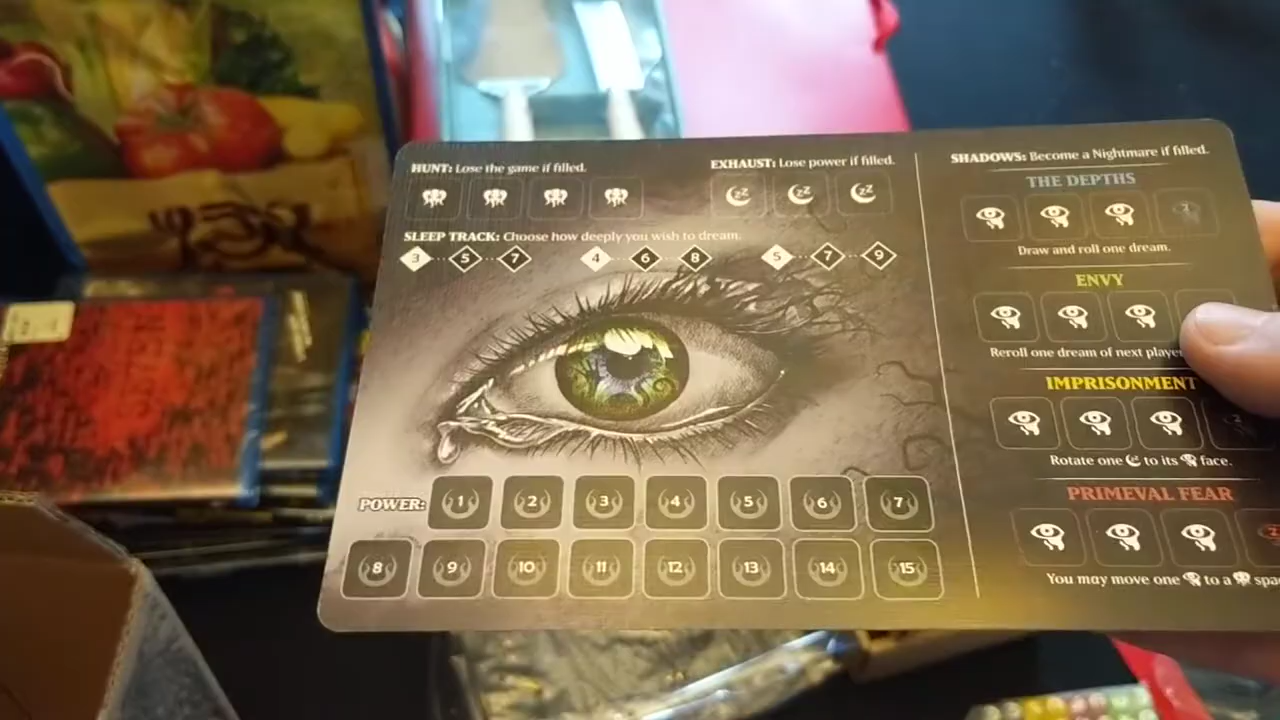 HUNT: Lose the game if filled.
EXHAUST: Lose power if filled.
SLEEP TRACK: Choose how deeply you wish to dream.
3 5 7 4 6 8 5 7 9
POWER: 1 2 3 4 5 6 7
8 9 10 11 12 13 14 15
SHADOWS: Become a Nightmare if filled.
THE DEPTHS
Draw and roll one dream.
ENVY
Reroll one dream of next player
IMPRISONMENT
Rotate one to its face.
PRIMEVAL FEAR
You may move one to a